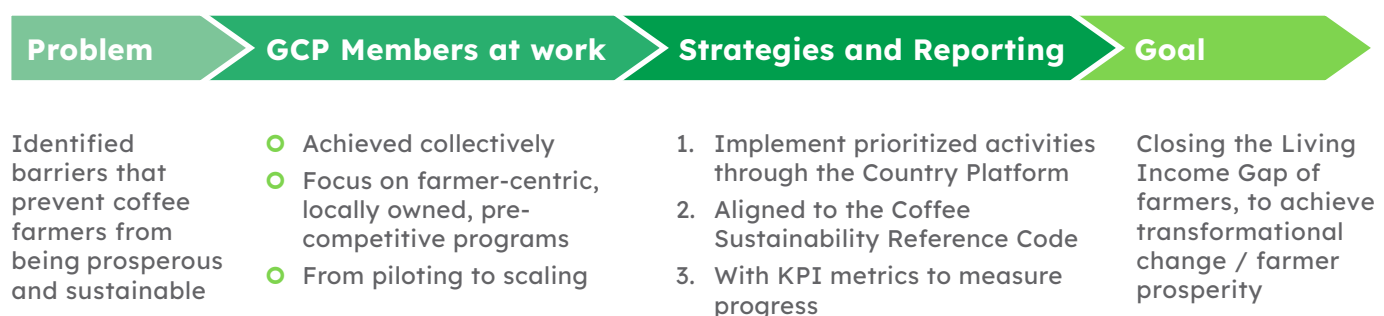 Problem
GCP Members at work
Strategies and Reporting
Goal
Identified
barriers that
prevent coffee
farmers from
being prosperous
and sustainable
Achieved collectively
Focus on farmer-centric,
locally owned, pre-
competitive programs
From piloting to scaling
1. Implement prioritized activities
through the Country Platform
2. Aligned to the Coffee
Sustainability Reference Code
3. With KPI metrics to measure
progress
Closing the Living
Income Gap of
farmers, to achieve
transformational
change / farmer
prosperity